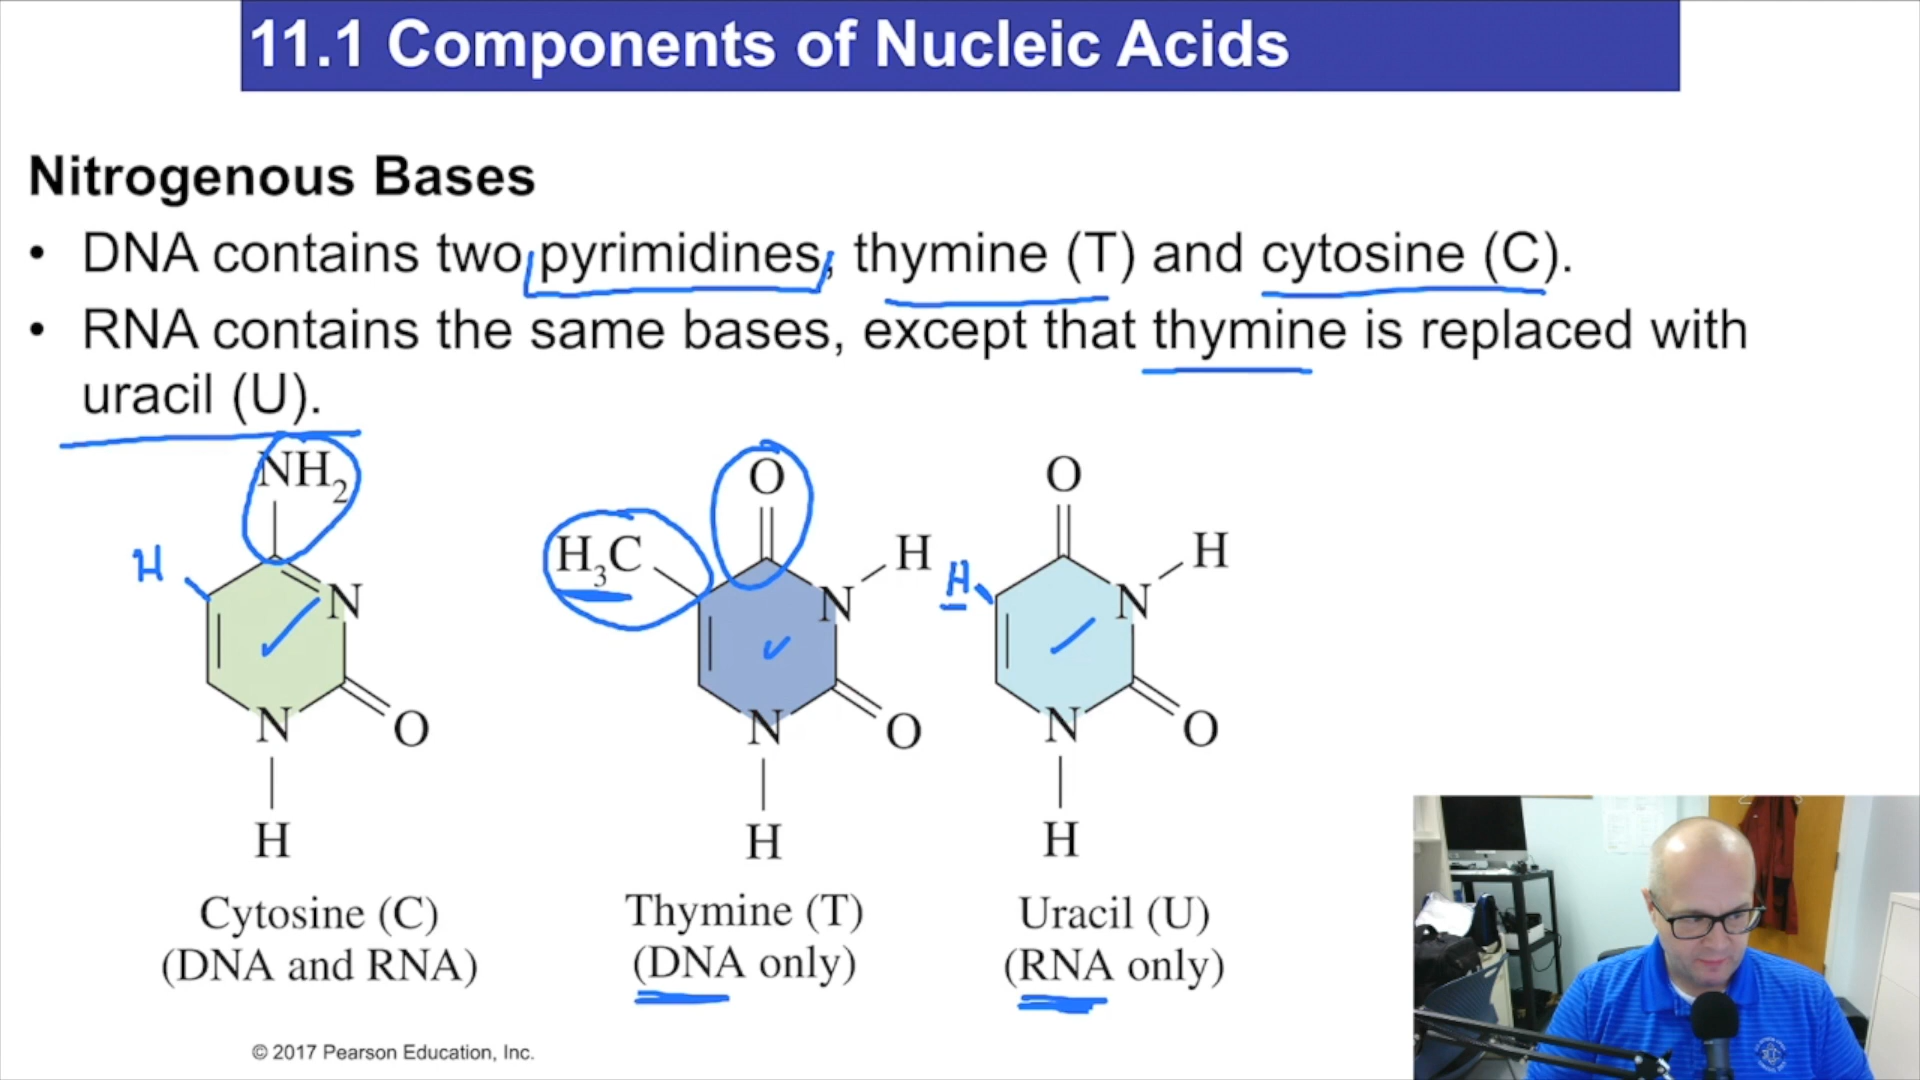 11.1 Components of Nucleic Acids
Nitrogenous Bases
• DNA contains two pyrimidines, thymine (T) and cytosine (C).
• RNA contains the same bases, except that thymine is replaced with
uracil (U).
NH2
H
N
O
N
H
Cytosine (C)
(DNA and RNA)
O
H3C
H
N
O
N
H
Thymine (T)
(DNA only)
O
H
H
N
O
N
H
Uracil (U)
(RNA only)
© 2017 Pearson Education, Inc.